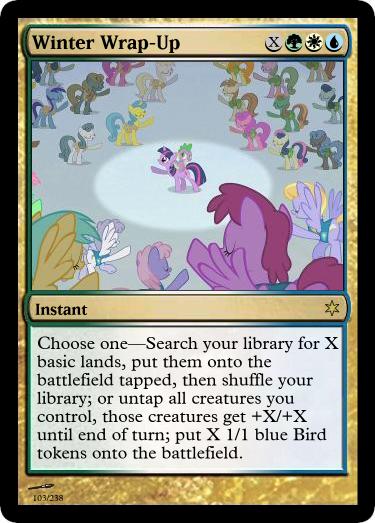 Winter Wrap-Up X
Instant
Choose one—Search your library for X
basic lands, put them onto the
battlefield tapped, then shuffle your
library; or untap all creatures you
control, those creatures get +X/+X
until end of turn; put X 1/1 blue Bird
tokens onto the battlefield.
103/238